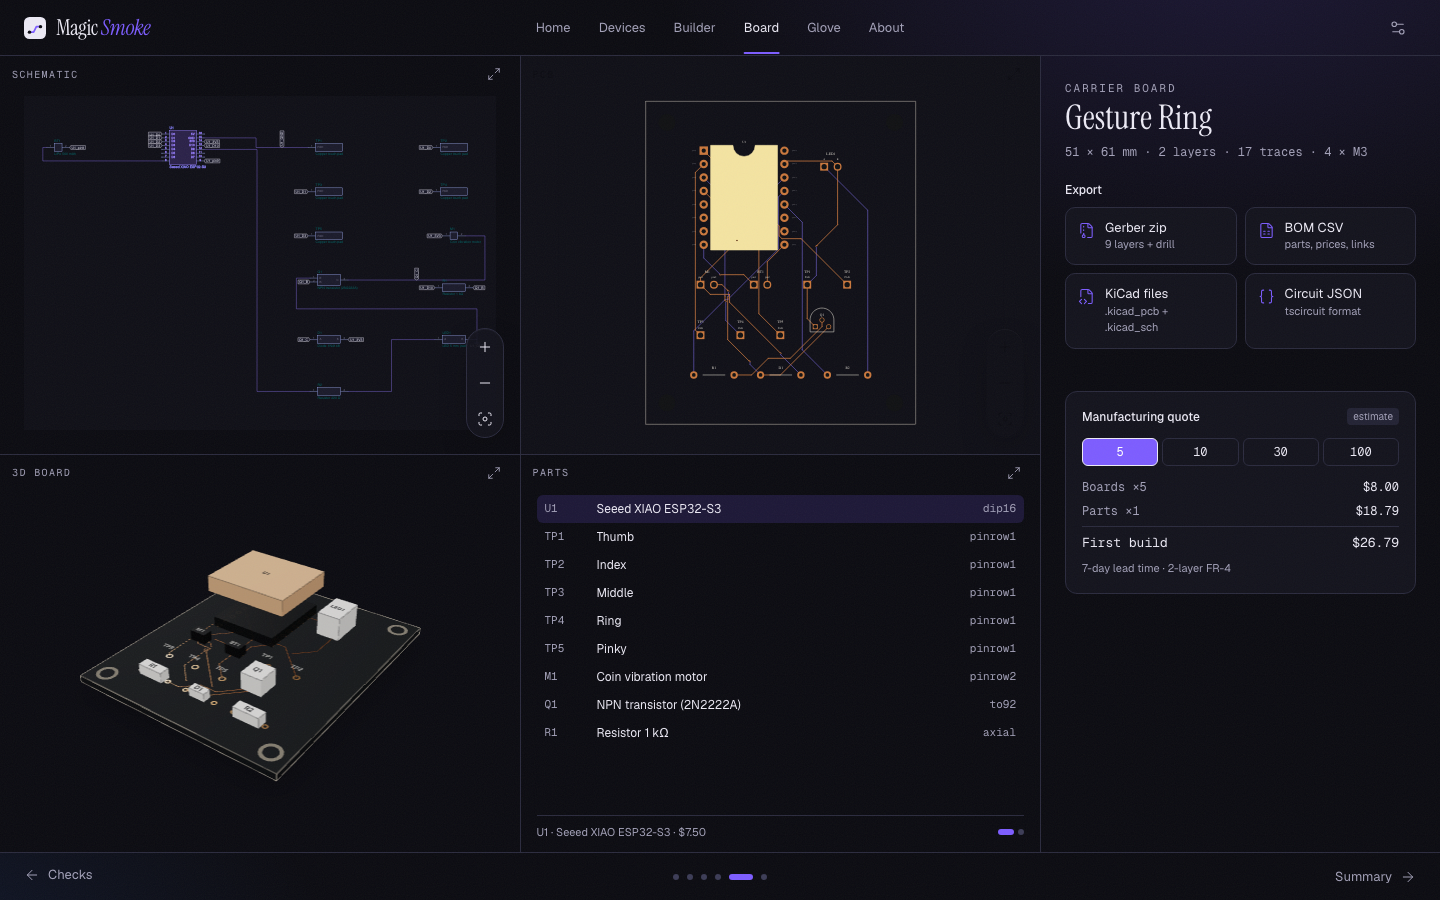 Magic Smoke
Home
Devices
Builder
Board
Glove
About
SCHEMATIC
Seeed XIAO ESP32-S3
CARRIER BOARD
Gesture Ring
51 × 61 mm · 2 layers · 17 traces · 4 × M3
Export
Gerber zip
9 layers + drill
BOM CSV
parts, prices, links
KiCad files
.kicad_pcb +
.kicad_sch
Circuit JSON
tscircuit format
Manufacturing quote
estimate
5
10
30
100
Boards ×5
$8.00
Parts ×1
$18.79
First build
$26.79
7-day lead time · 2-layer FR-4
3D BOARD
PARTS
U1
Seeed XIAO ESP32-S3
dip16
TP1
Thumb
pinrow1
TP2
Index
pinrow1
TP3
Middle
pinrow1
TP4
Ring
pinrow1
TP5
Pinky
pinrow1
M1
Coin vibration motor
pinrow2
Q1
NPN transistor (2N2222A)
to92
R1
Resistor 1 kΩ
axial
U1 · Seeed XIAO ESP32-S3 · $7.50
Checks
Summary